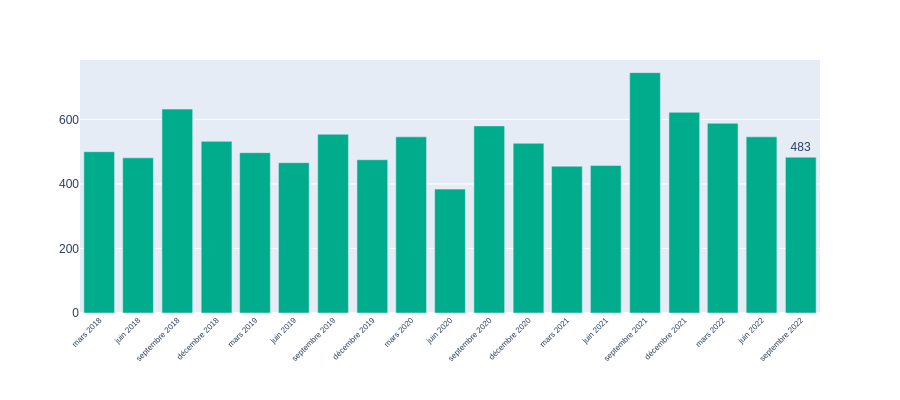 600
400
200
0
483
mars 2018
juin 2018
septembre 2018
décembre 2018
mars 2019
juin 2019
septembre 2019
décembre 2019
mars 2020
juin 2020
septembre 2020
décembre 2020
mars 2021
juin 2021
septembre 2021
décembre 2021
mars 2022
juin 2022
septembre 2022